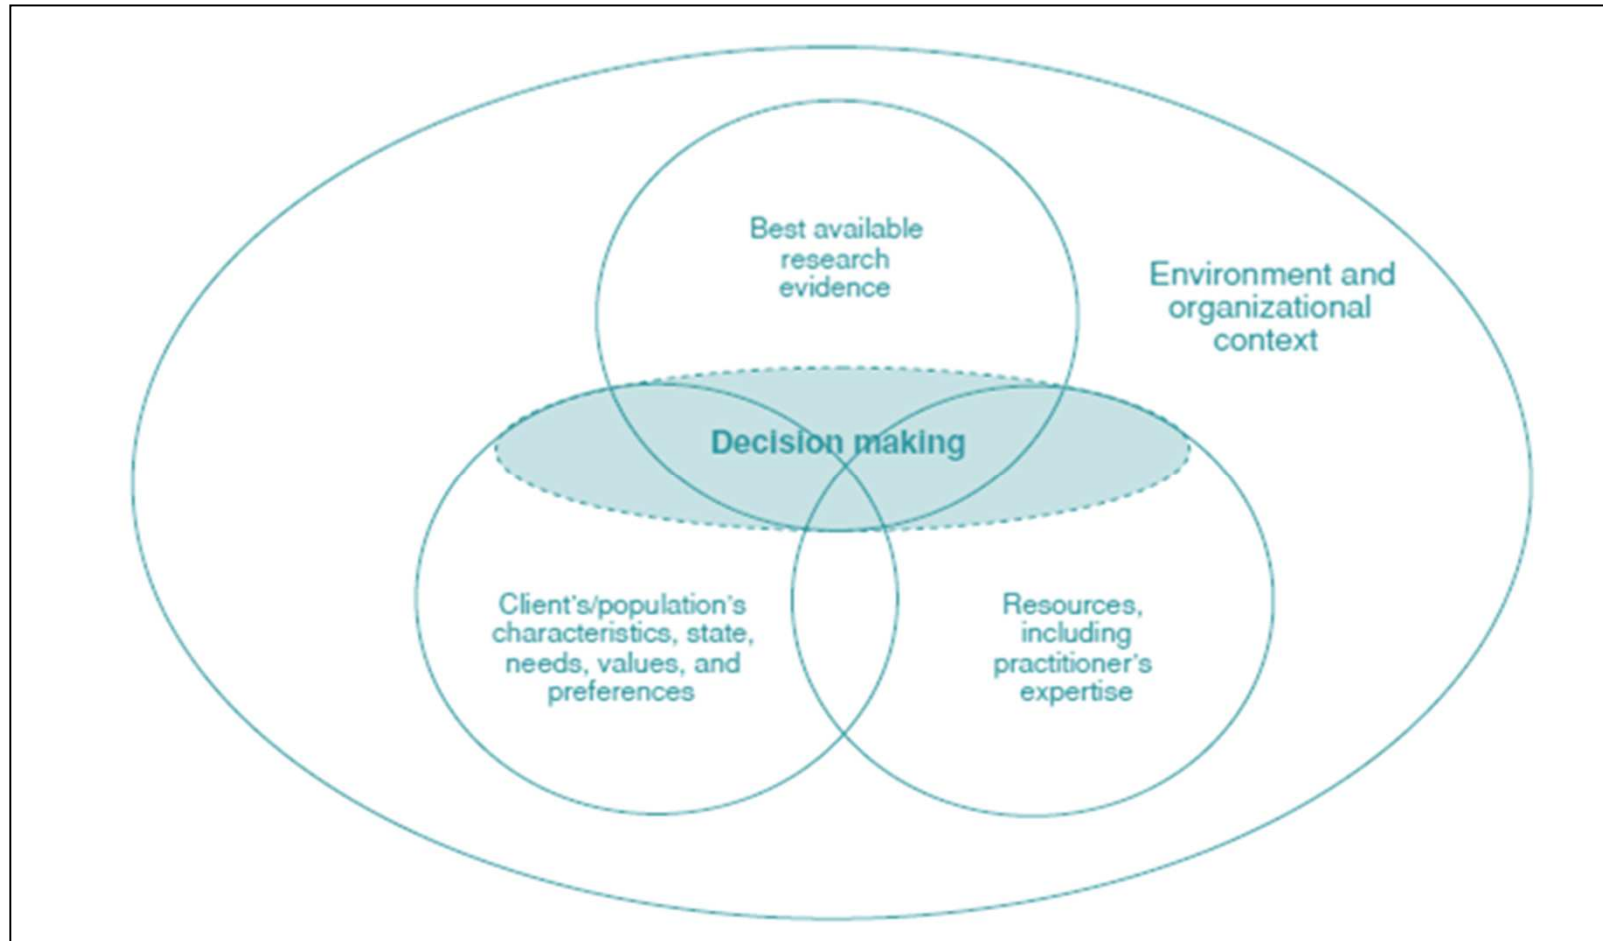 Best available
research
evidence
Environment and
organizational
context
Decision making
Client's/population's
characteristics, state,
needs, values, and
preferences
Resources,
including
practitioner's
expertise